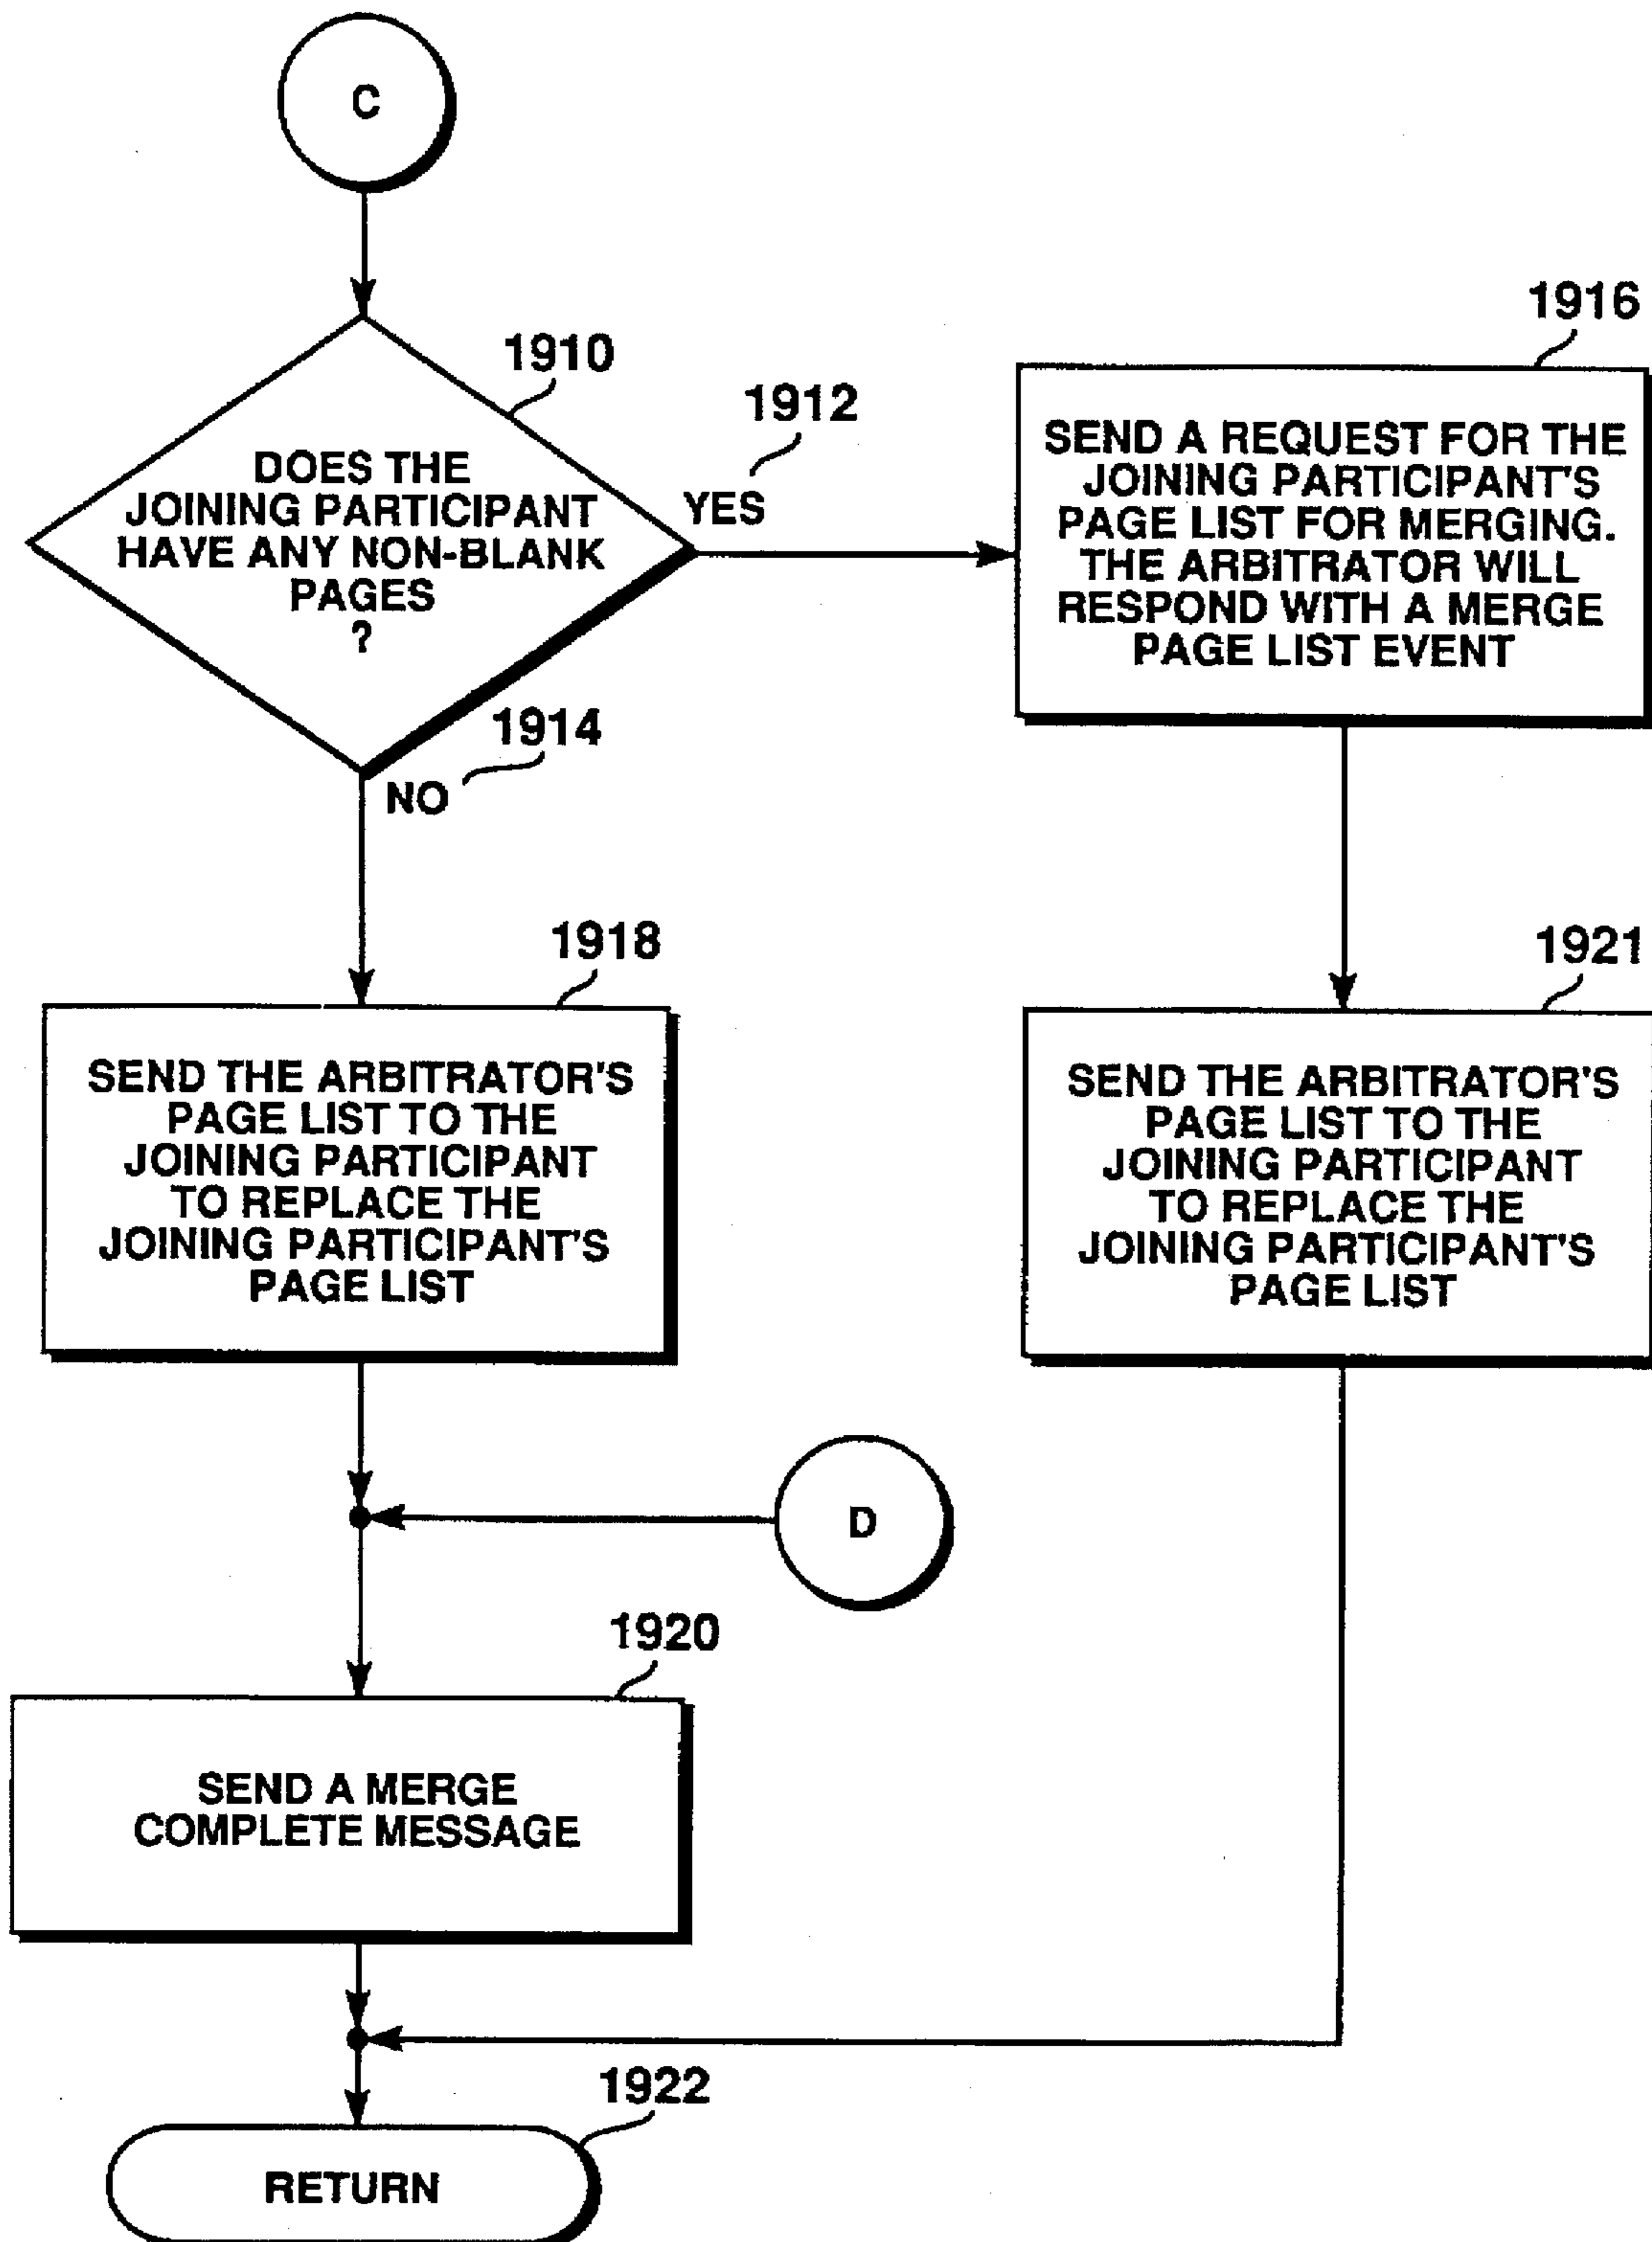 C
1910
DOES THE
JOINING PARTICIPANT
HAVE ANY NON-BLANK
PAGES
?
1912
YES
1914
NO
1916
SEND A REQUEST FOR THE
JOINING PARTICIPANT'S
PAGE LIST FOR MERGING.
THE ARBITRATOR WILL
RESPOND WITH A MERGE
PAGE LIST EVENT
1918
SEND THE ARBITRATOR'S
PAGE LIST TO THE
JOINING PARTICIPANT
TO REPLACE THE
JOINING PARTICIPANT'S
PAGE LIST
1921
SEND THE ARBITRATOR'S
PAGE LIST TO THE
JOINING PARTICIPANT
TO REPLACE THE
JOINING PARTICIPANT'S
PAGE LIST
D
1920
SEND A MERGE
COMPLETE MESSAGE
1922
RETURN